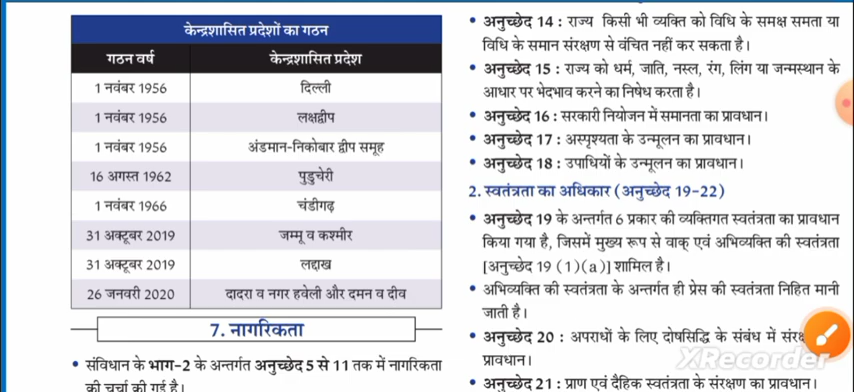 केन्द्रशासित प्रदेशों का गठन
गठन वर्ष केन्द्रशासित प्रदेश
1 नवंबर 1956 दिल्ली
1 नवंबर 1956 लक्षद्वीप
1 नवंबर 1956 अंडमान-निकोबार द्वीप समूह
16 अगस्त 1962 पुडुचेरी
1 नवंबर 1966 चंडीगढ़
31 अक्टूबर 2019 जम्मू व कश्मीर
31 अक्टूबर 2019 लद्दाख
26 जनवरी 2020 दादरा व नगर हवेली और दमन व दीव
7. नागरिकता
• संविधान के भाग-2 के अन्तर्गत अनुच्छेद 5 से 11 तक में नागरिकता
की चर्चा की गई है।
• अनुच्छेद 14 : राज्य किसी भी व्यक्ति को विधि के समक्ष समता या
विधि के समान संरक्षण से वंचित नहीं कर सकता है।
• अनुच्छेद 15 : राज्य को धर्म, जाति, नस्ल, रंग, लिंग या जन्मस्थान के
आधार पर भेदभाव करने का निषेध करता है।
• अनुच्छेद 16 : सरकारी नियोजन में समानता का प्रावधान।
• अनुच्छेद 17 : अस्पृश्यता के उन्मूलन का प्रावधान।
• अनुच्छेद 18 : उपाधियों के उन्मूलन का प्रावधान।
2. स्वतंत्रता का अधिकार (अनुच्छेद 19-22)
• अनुच्छेद 19 के अन्तर्गत 6 प्रकार की व्यक्तिगत स्वतंत्रता का प्रावधान
किया गया है, जिसमें मुख्य रूप से वाक् एवं अभिव्यक्ति की स्वतंत्रता
[अनुच्छेद 19 (1)(a)] शामिल है।
• अभिव्यक्ति की स्वतंत्रता के अन्तर्गत ही प्रेस की स्वतंत्रता निहित मानी
जाती है।
• अनुच्छेद 20 : अपराधों के लिए दोषसिद्धि के संबंध में
प्रावधान।
XRecorder
• अनुच्छेद 21 : प्राण एवं दैहिक स्वतंत्रता के संरक्षण का प्रावधान।